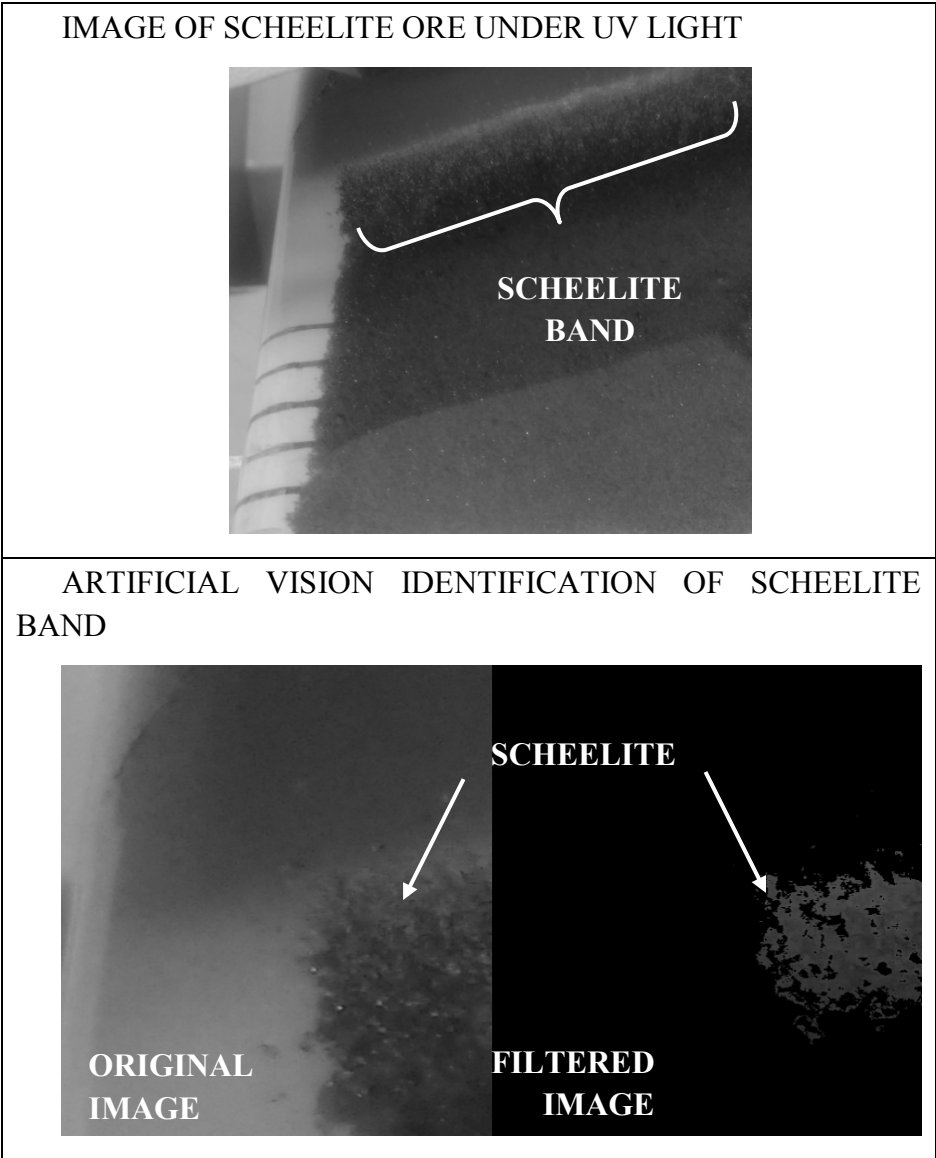 IMAGE OF SCHEELITE ORE UNDER UV LIGHT
SCHEELITE
BAND
ARTIFICIAL VISION IDENTIFICATION OF SCHEELITE
BAND
SCHEELITE
ORIGINAL
IMAGE
FILTERED
IMAGE